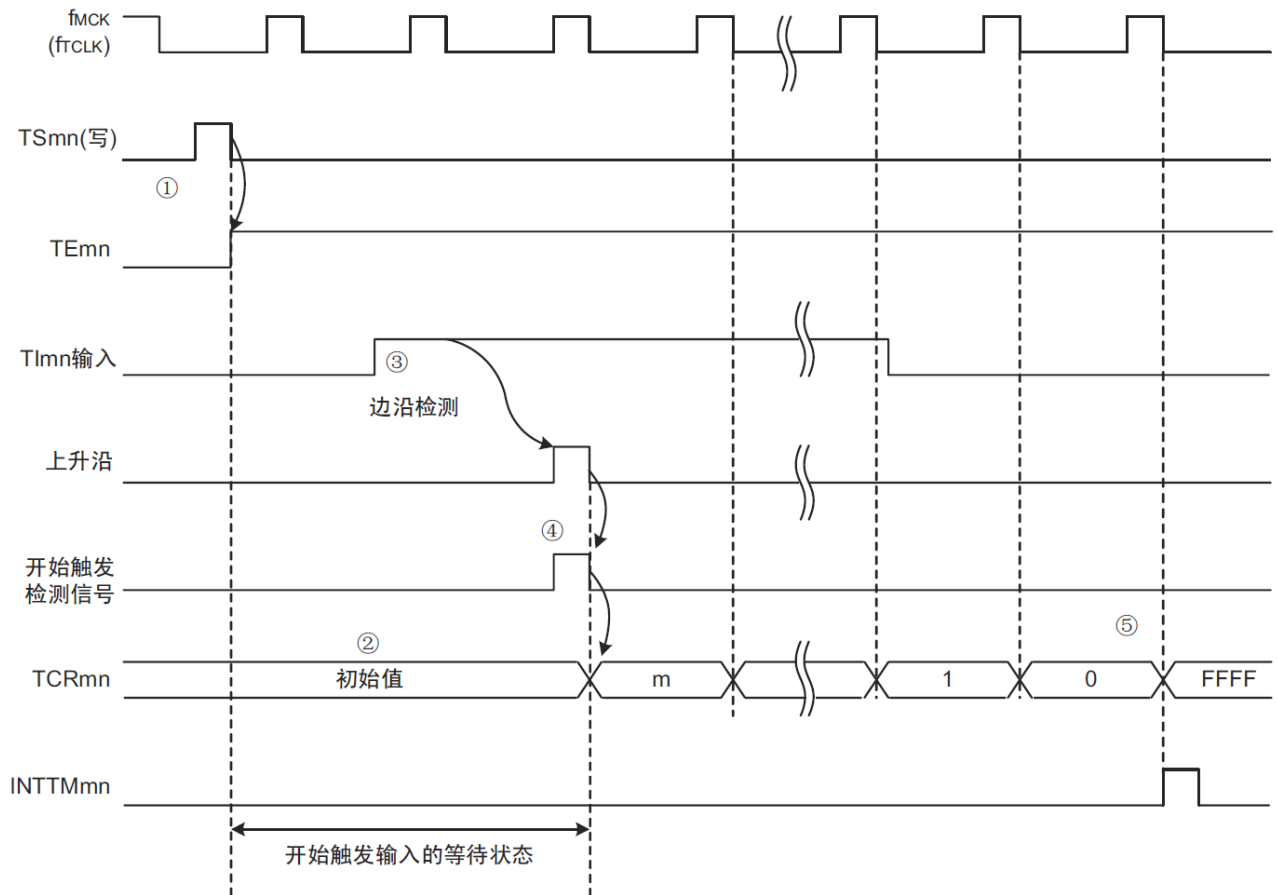 fMCK
(fTCLK)
TSmn(写)
①
TEmn
TImn输入
③
边沿检测
上升沿
④
开始触发
检测信号
②
⑤
TCRmn
初始值
m
1
0
FFFF
INTTMmn
开始触发输入的等待状态